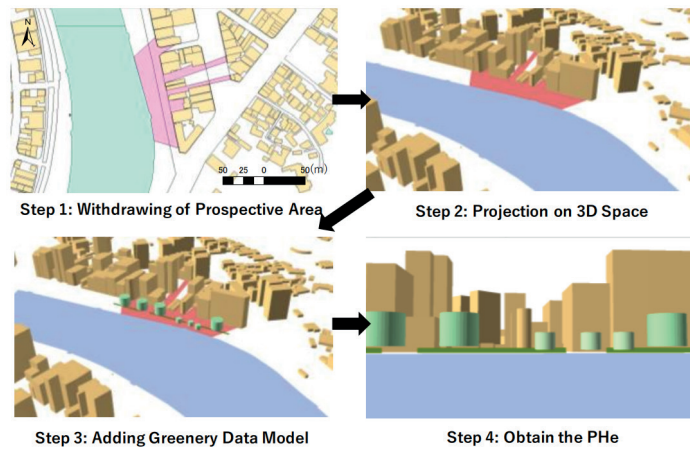 N
50 25 0 50(m)
Step 1: Withdrawing of Prospective Area
Step 2: Projection on 3D Space
Step 3: Adding Greenery Data Model
Step 4: Obtain the PHe